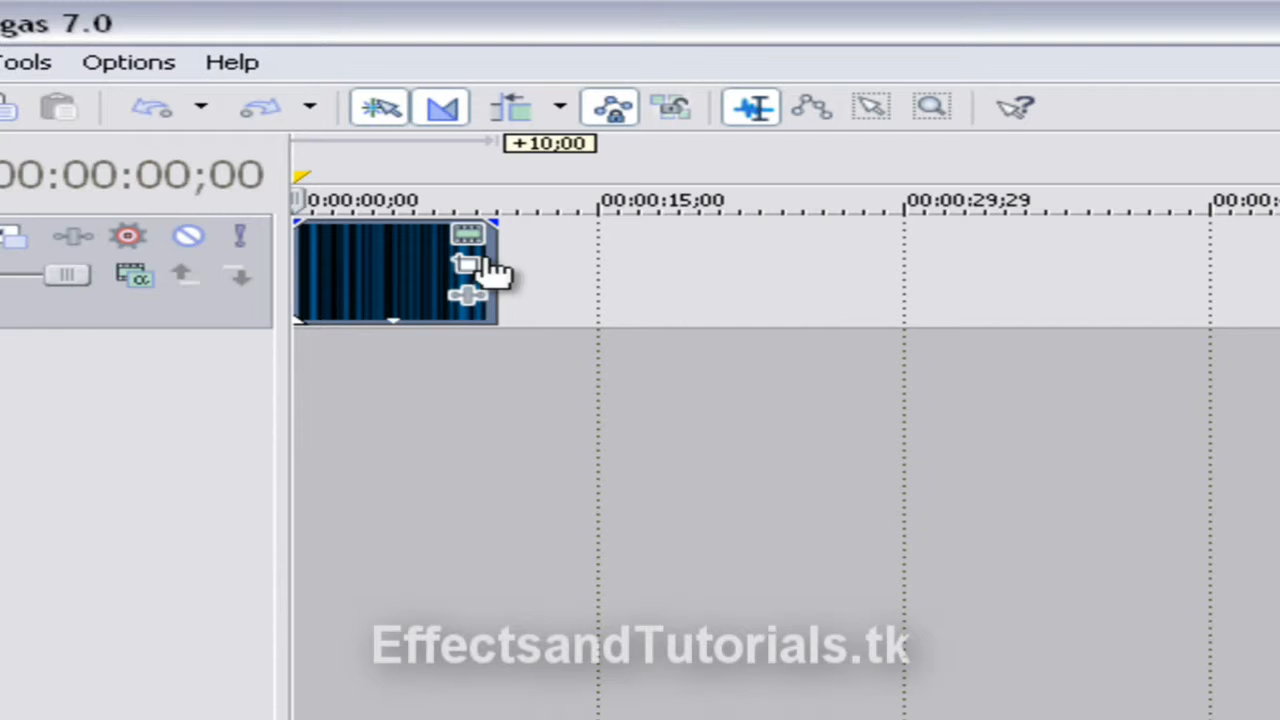 gas 7.0
Tools Options Help
+10;00
00:00:00;00
0:00:00;00 00:00:15;00 00:00:29;29 00:00:
EffectsandTutorials.tk